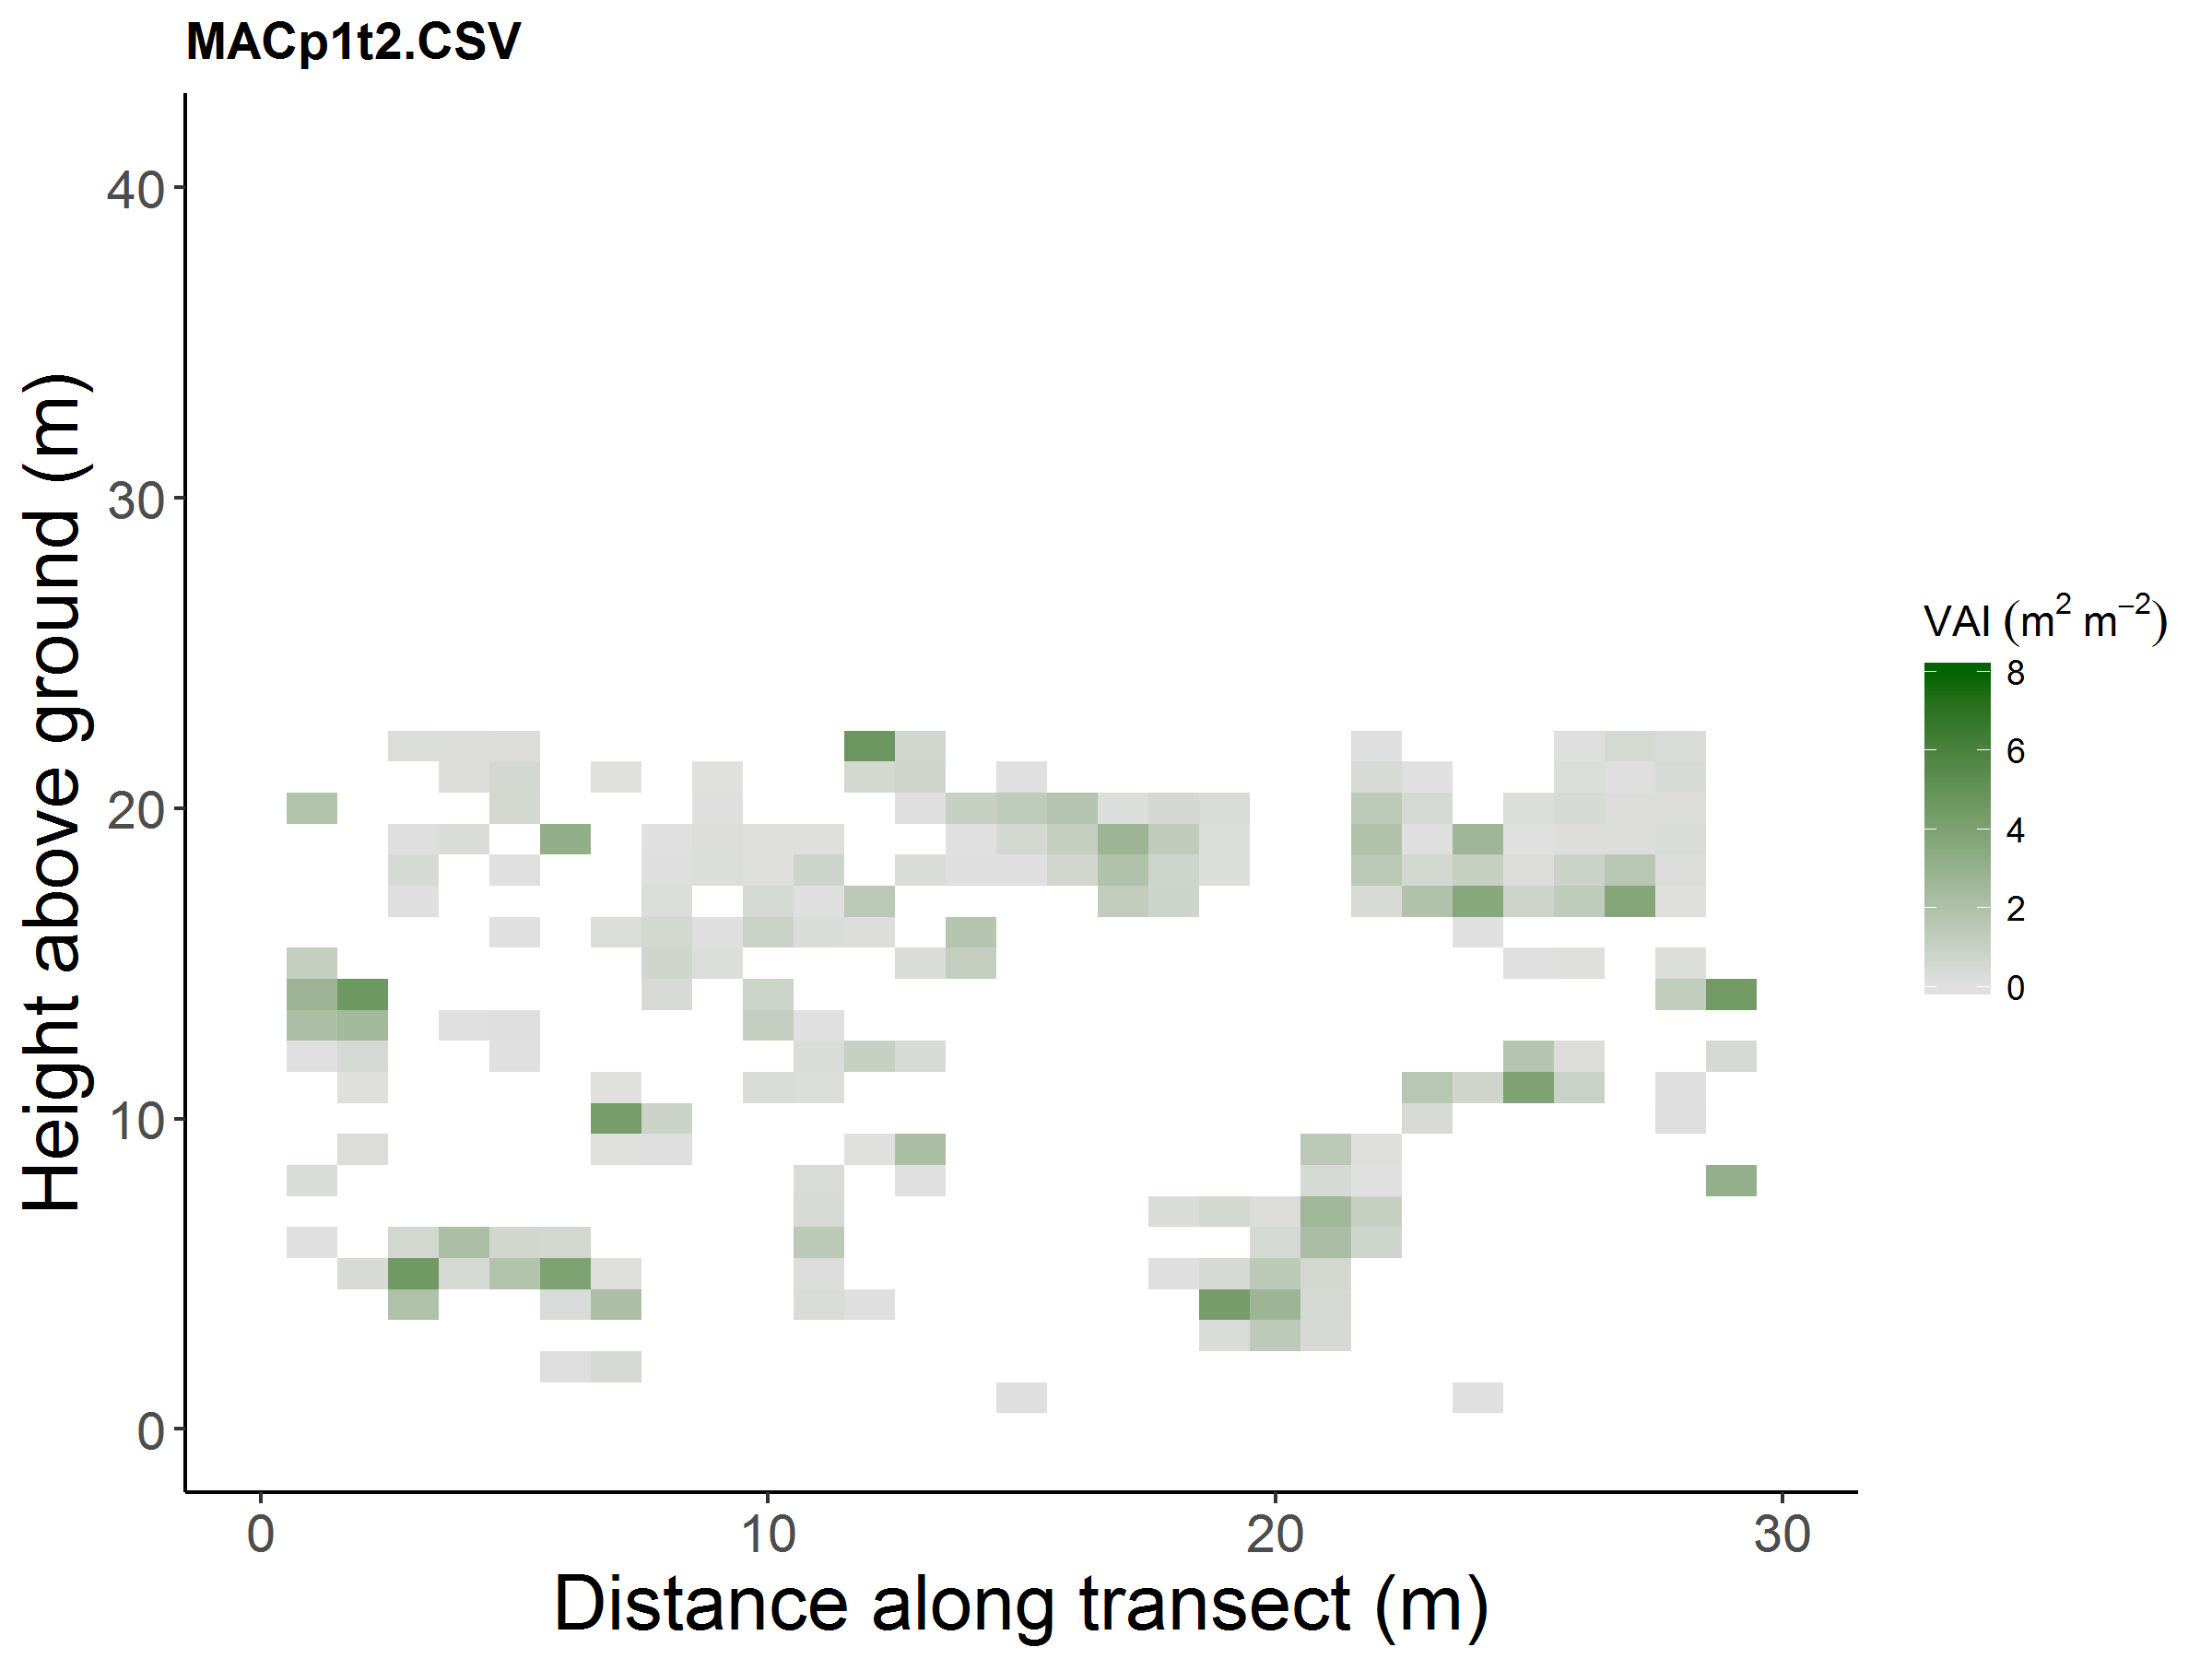 MACp1t2.CSV
Height above ground (m)
40
30
20
10
0
0 10 20 30
Distance along transect (m)
VAI (m² m⁻²)
8
6
4
2
0